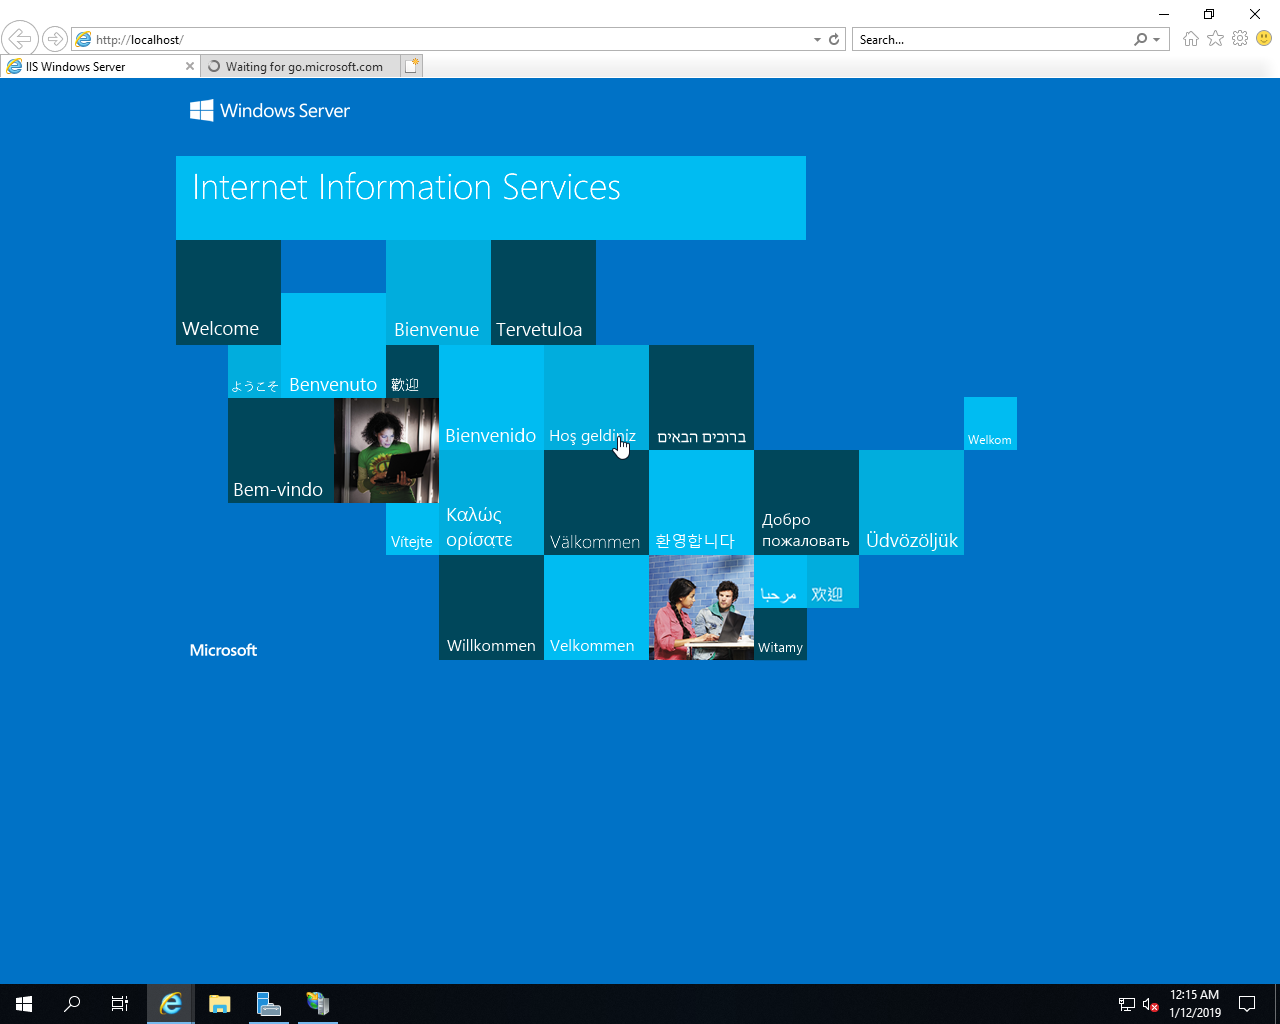 http://localhost/
Search...
IIS Windows Server
Waiting for go.microsoft.com
Windows Server
Internet Information Services
Welcome
Bienvenue
Tervetuloa
ようこそ
Benvenuto
歡迎
Bienvenido
Hoş geldiniz
ברוכים הבאים
Welkom
Bem-vindo
Vítejte
Καλώς
ορίσατε
Välkommen
환영합니다
Добро
пожаловать
Üdvözöljük
Microsoft
Willkommen
Velkommen
مرحبا
欢迎
Witamy
12:15 AM
1/12/2019